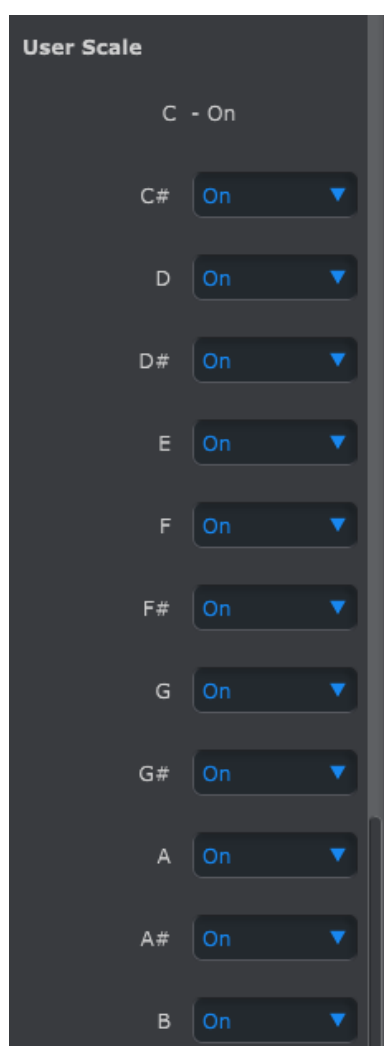 User Scale
C - On
C# On
D On
D# On
E On
F On
F# On
G On
G# On
A On
A# On
B On